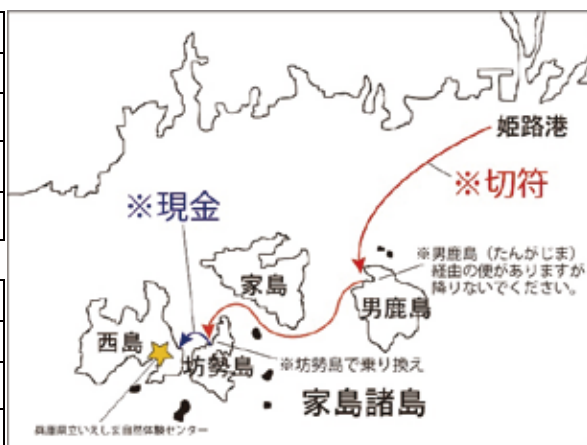 姫路港
※切符
※現金
※男鹿島（たんがじま）
経由の便がありますが
降りないでください。
家島
男鹿島
西島
坊勢島
※坊勢島で乗り換え
家島諸島
兵庫県立いえしま自然体験センター